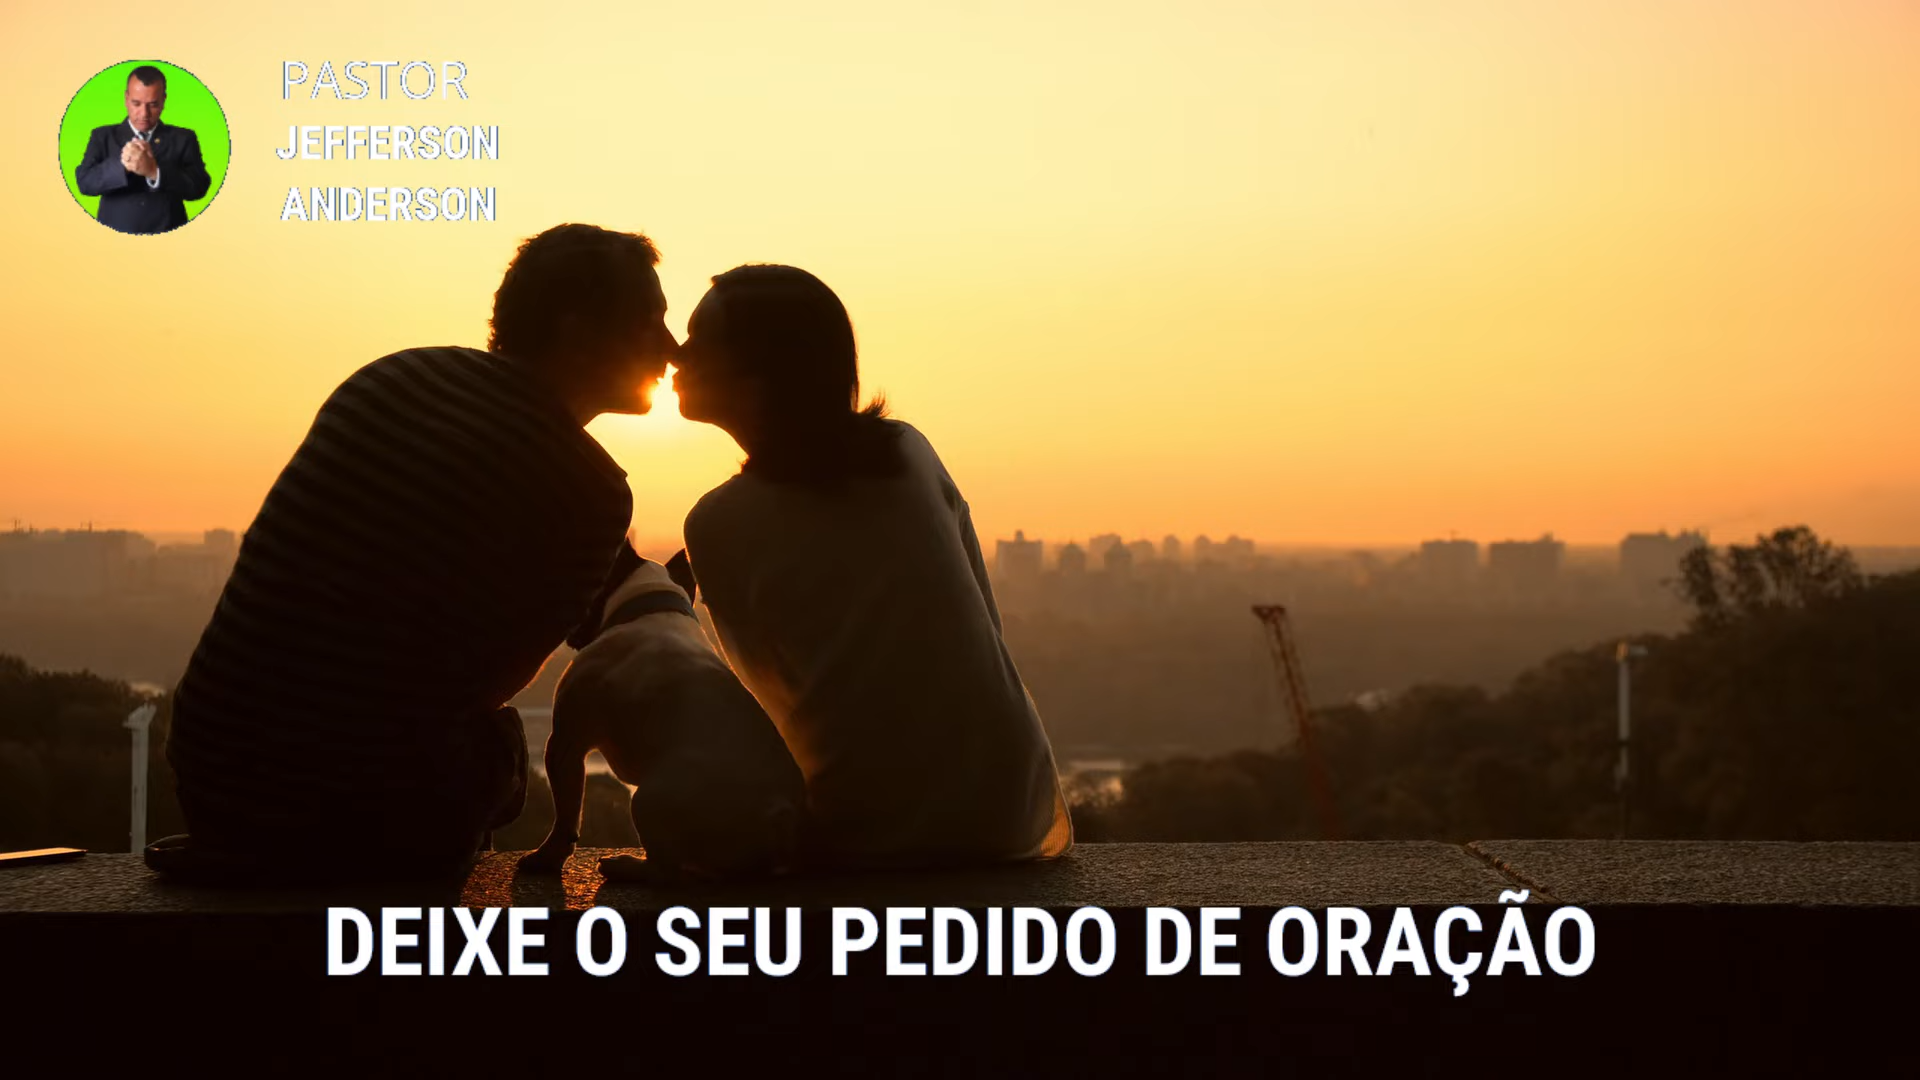 PASTOR
JEFFERSON
ANDERSON
DEIXE O SEU PEDIDO DE ORAÇÃO